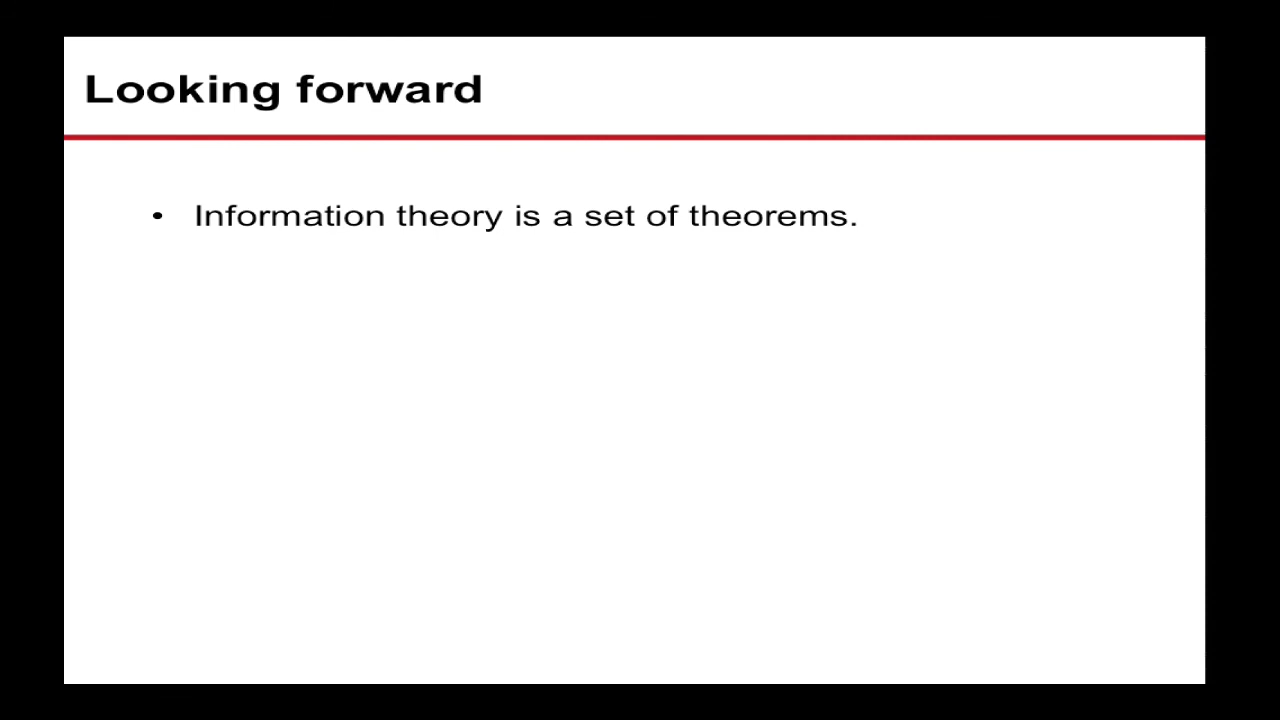 Looking forward
• Information theory is a set of theorems.